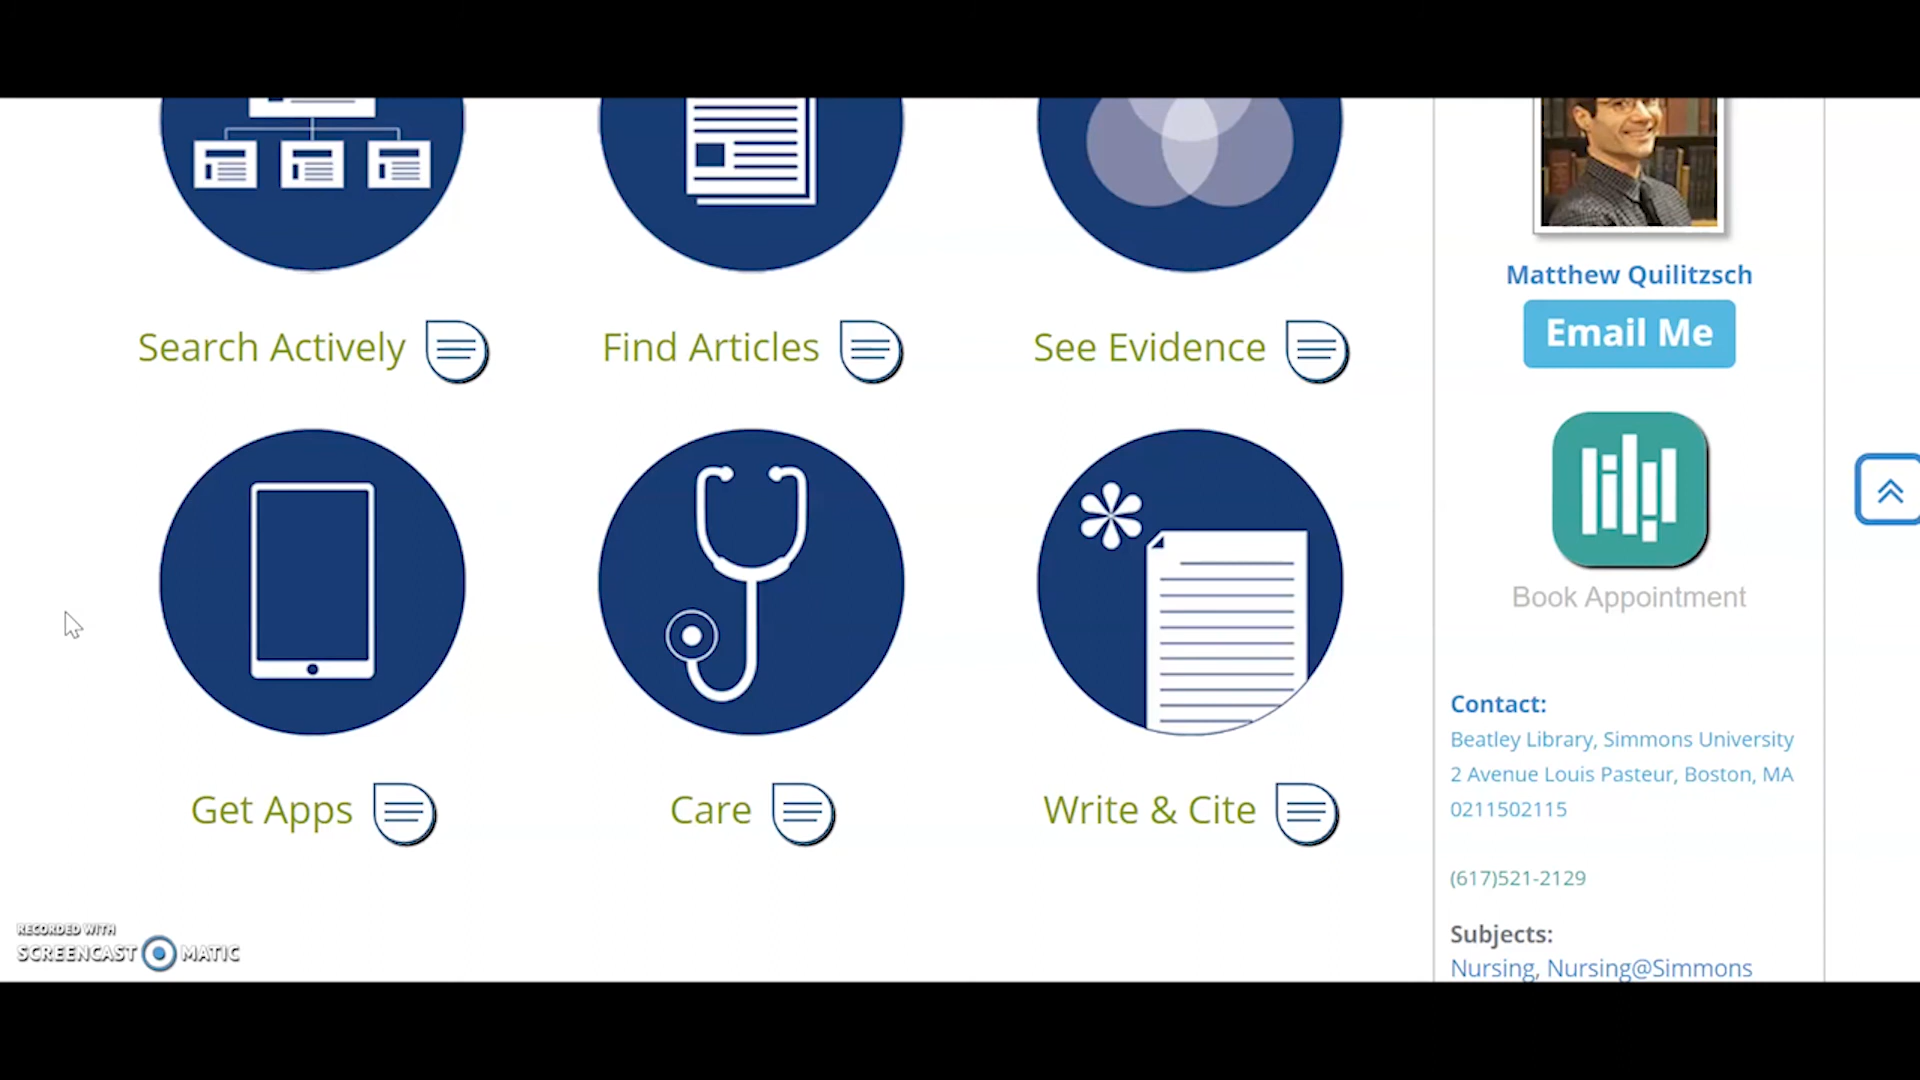 Search Actively
Find Articles
See Evidence
Get Apps
Care
Write & Cite
Matthew Quilitzsch
Email Me
Book Appointment
Contact:
Beatley Library, Simmons University
2 Avenue Louis Pasteur, Boston, MA
0211502115
(617)521-2129
Subjects:
Nursing, Nursing@Simmons
RECORDED WITH
SCREENCAST MATIC